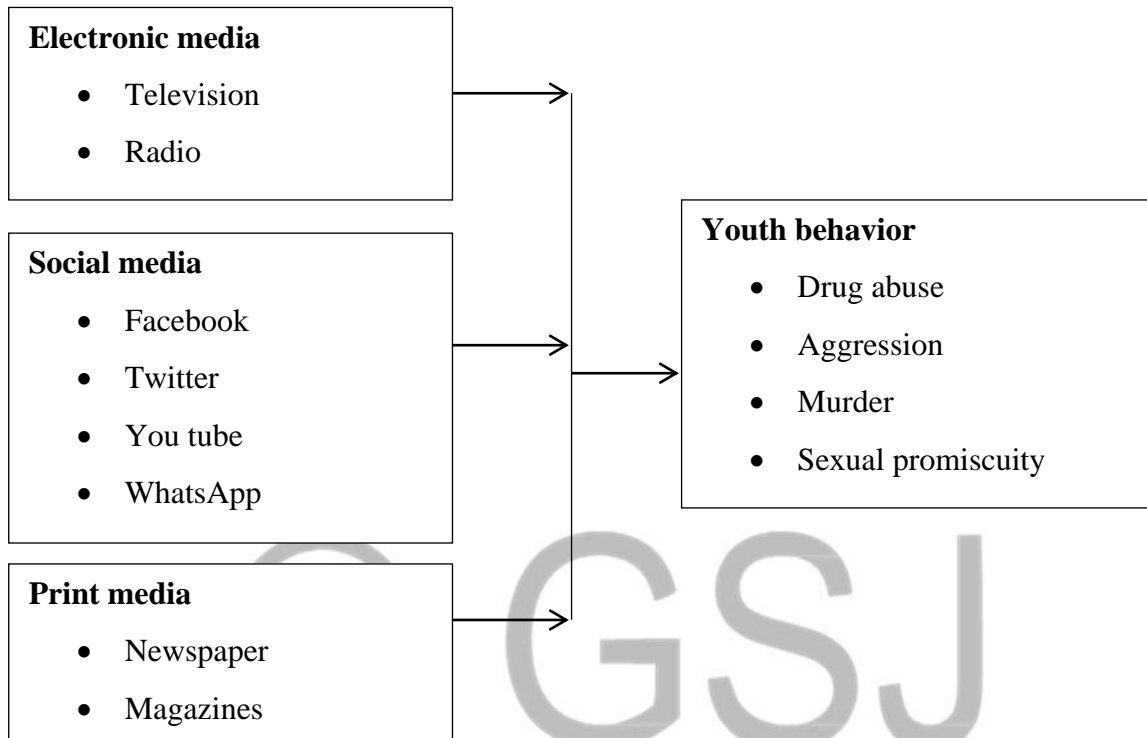 Electronic media
• Television
• Radio
Social media
• Facebook
• Twitter
• You tube
• WhatsApp
Print media
• Newspaper
• Magazines
Youth behavior
• Drug abuse
• Aggression
• Murder
• Sexual promiscuity
GSJ